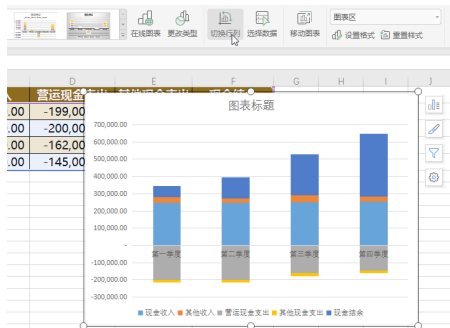 在线图表 更改类型 切换行列 选择数据 移动图表 图表区
设置格式 重置样式
D E F G H I J
营运现金支出 其他现金支出 现金结余
.00 -199,00
.00 -200,00
.00 -162,00
.00 -145,00
图表标题
700,000.00
600,000.00
500,000.00
400,000.00
300,000.00
200,000.00
100,000.00
-
第一季度 第二季度 第三季度 第四季度
-100,000.00
-200,000.00
-300,000.00
现金收入 其他收入 营运现金支出 其他现金支出 现金结余